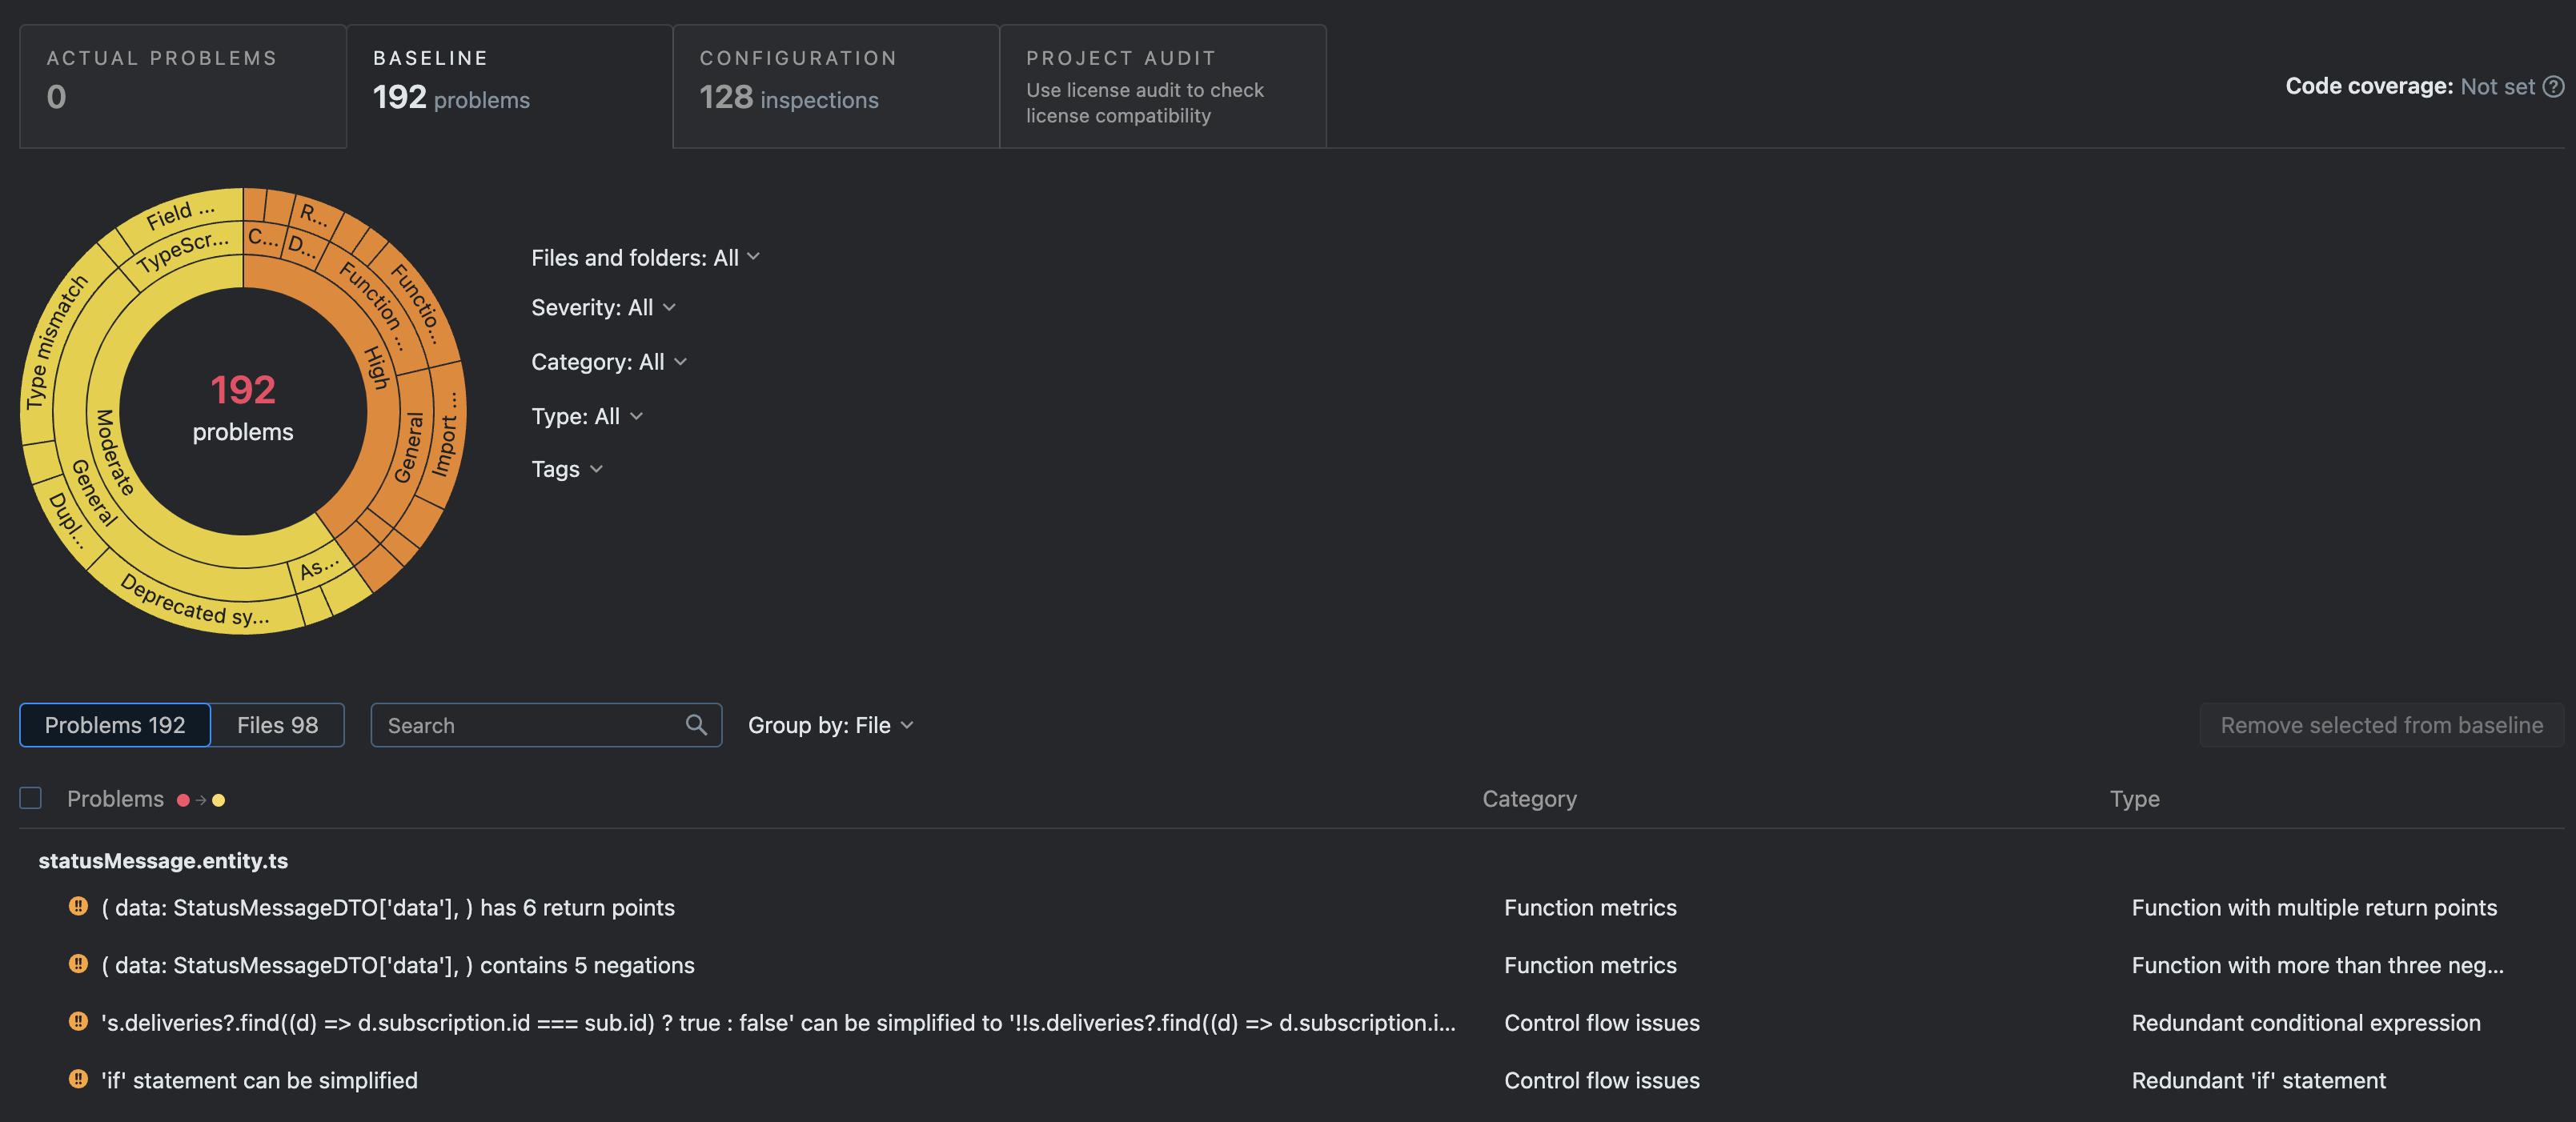 ACTUAL PROBLEMS
0
BASELINE
192 problems
CONFIGURATION
128 inspections
PROJECT AUDIT
Use license audit to check
license compatibility
Code coverage: Not set
Field ...
TypeScr...
C...
D...
R...
Function ...
Functio...
High
General
Import ...
Type mismatch
Moderate
General
Dupl...
Deprecated sy...
As...
192
problems
Files and folders: All
Severity: All
Category: All
Type: All
Tags
Problems 192
Files 98
Search
Group by: File
Remove selected from baseline
Problems
Category
Type
statusMessage.entity.ts
( data: StatusMessageDTO['data'], ) has 6 return points
Function metrics
Function with multiple return points
( data: StatusMessageDTO['data'], ) contains 5 negations
Function metrics
Function with more than three neg...
's.deliveries?.find((d) => d.subscription.id === sub.id) ? true : false' can be simplified to '!!s.deliveries?.find((d) => d.subscription.i...
Control flow issues
Redundant conditional expression
'if' statement can be simplified
Control flow issues
Redundant 'if' statement